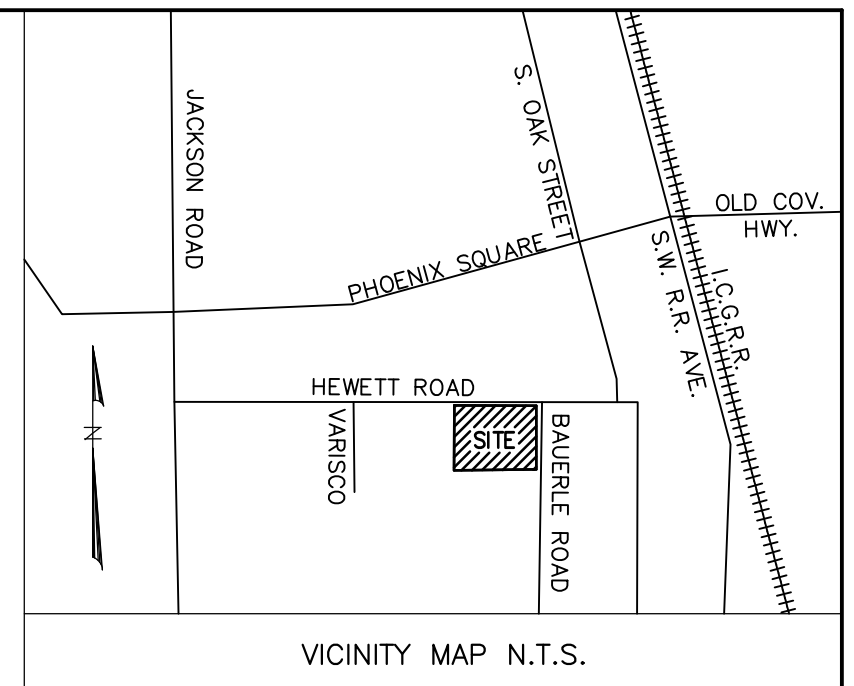 JACKSON ROAD
S. OAK STREET
OLD COV.
HWY.
PHOENIX SQUARE
S.W. R.R. AVE.
I.C.G.R.R.
HEWETT ROAD
VARISCO
SITE
BAUERLE ROAD
N
VICINITY MAP N.T.S.